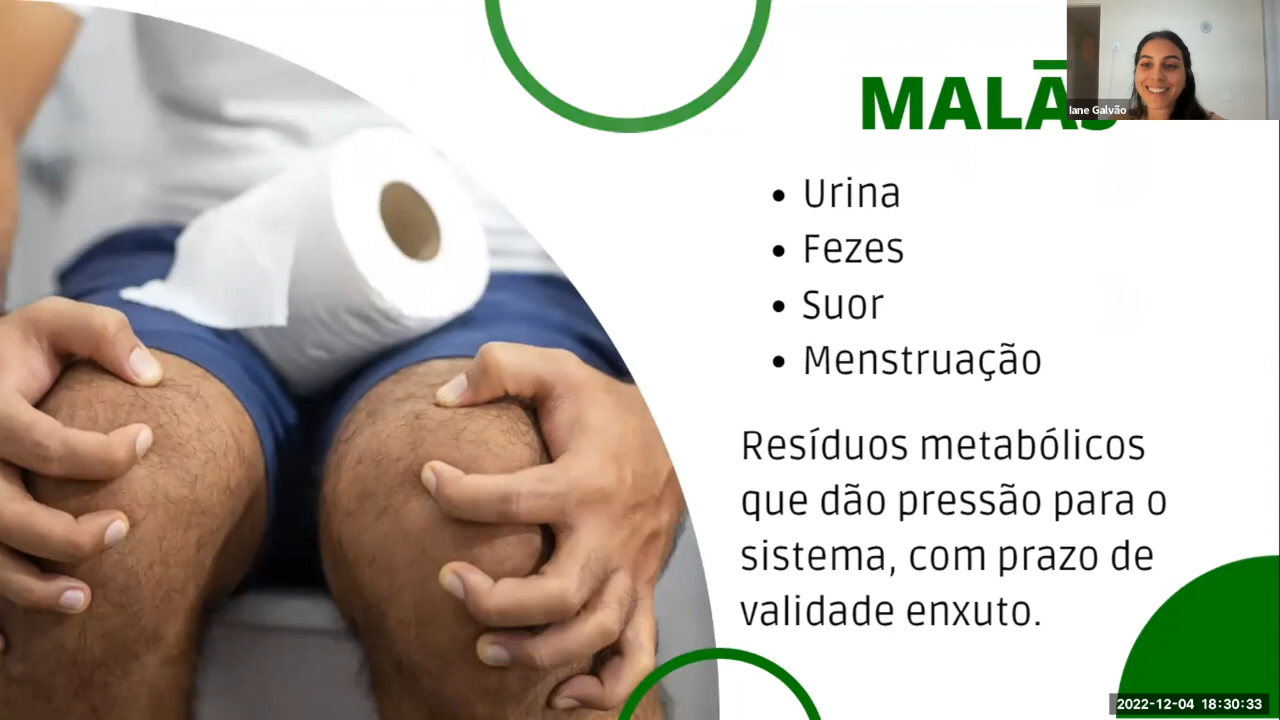 MALĀS
Iane Galvão
• Urina
• Fezes
• Suor
• Menstruação
Resíduos metabólicos
que dão pressão para o
sistema, com prazo de
validade enxuto.
2022-12-04 18:30:33